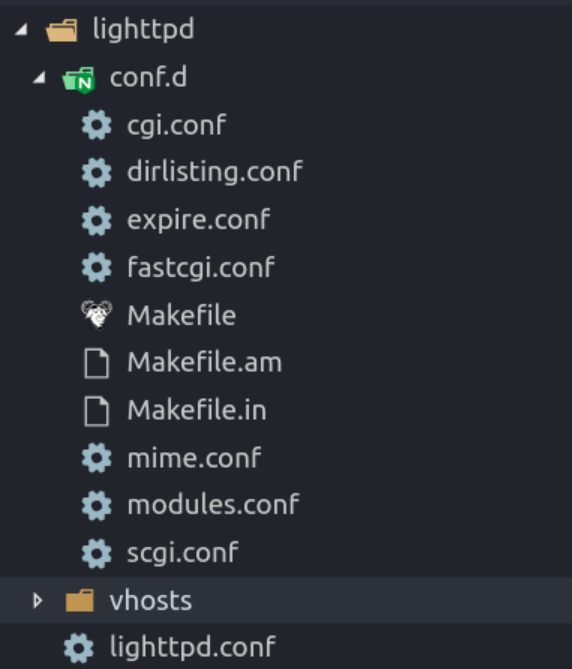 lighttpd
conf.d
cgi.conf
dirlisting.conf
expire.conf
fastcgi.conf
Makefile
Makefile.am
Makefile.in
mime.conf
modules.conf
scgi.conf
vhosts
lighttpd.conf